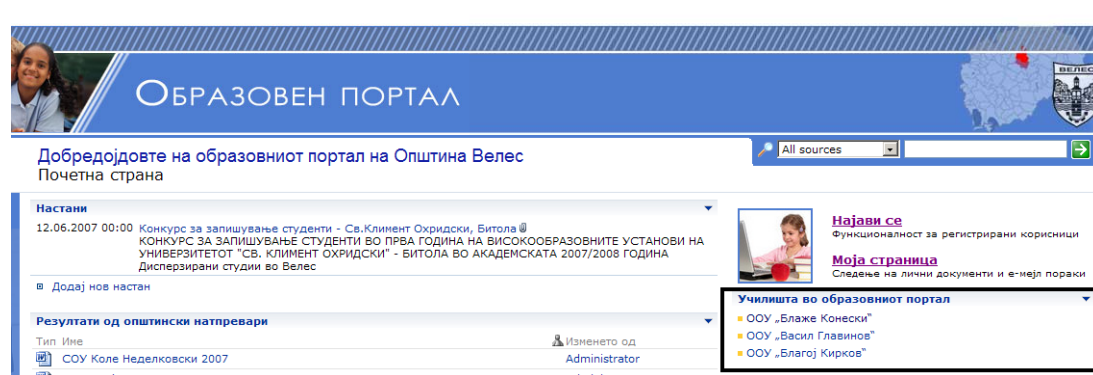 ВЕЛЕС
ОБРАЗОВЕН ПОРТАЛ
Добредојдовте на образовниот портал на Општина Велес
Почетна страна
All sources
Настани
12.06.2007 00:00 Конкурс за запишување студенти - Св.Климент Охридски, Битола
КОНКУРС ЗА ЗАПИШУВАЊЕ СТУДЕНТИ ВО ПРВА ГОДИНА НА ВИСОКООБРАЗОВНИТЕ УСТАНОВИ НА
УНИВЕРЗИТЕТОТ "СВ. КЛИМЕНТ ОХРИДСКИ" - БИТОЛА ВО АКАДЕМСКАТА 2007/2008 ГОДИНА
Дисперзирани студии во Велес
Додај нов настан
Резултати од општински натпревари
Тип Име Изменето од
СОУ Коле Неделковски 2007 Administrator
Најави се
Функционалност за регистрирани корисници
Моја страница
Следење на лични документи и е-мејл пораки
Училишта во образовниот портал
ООУ „Блаже Конески"
ООУ „Васил Главинов"
ООУ „Благој Кирков"